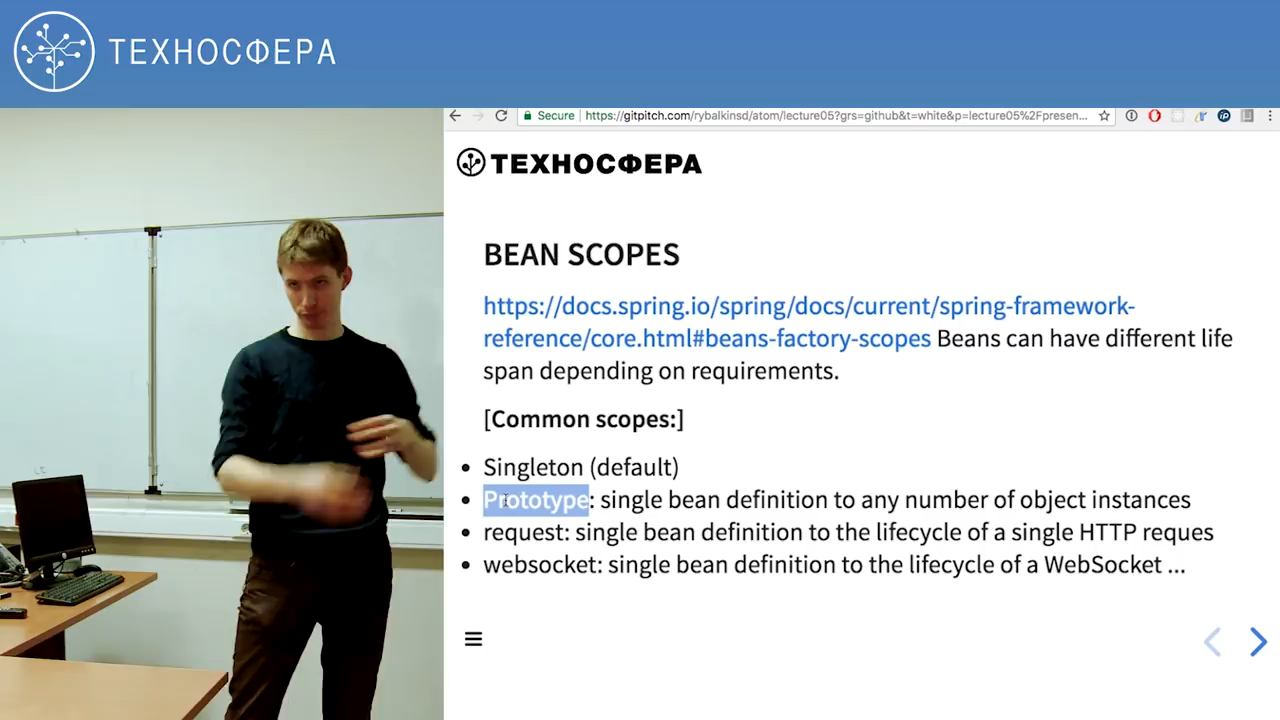 ТЕХНОСФЕРА
Secure https://gitpitch.com/rybalkinsd/atom/lecture05?grs=github&t=white&p=lecture05%2Fpresen...
ТЕХНОСФЕРА
BEAN SCOPES
https://docs.spring.io/spring/docs/current/spring-framework-
reference/core.html#beans-factory-scopes Beans can have different life
span depending on requirements.
[Common scopes:]
• Singleton (default)
• Prototype: single bean definition to any number of object instances
• request: single bean definition to the lifecycle of a single HTTP reques
• websocket: single bean definition to the lifecycle of a WebSocket ...